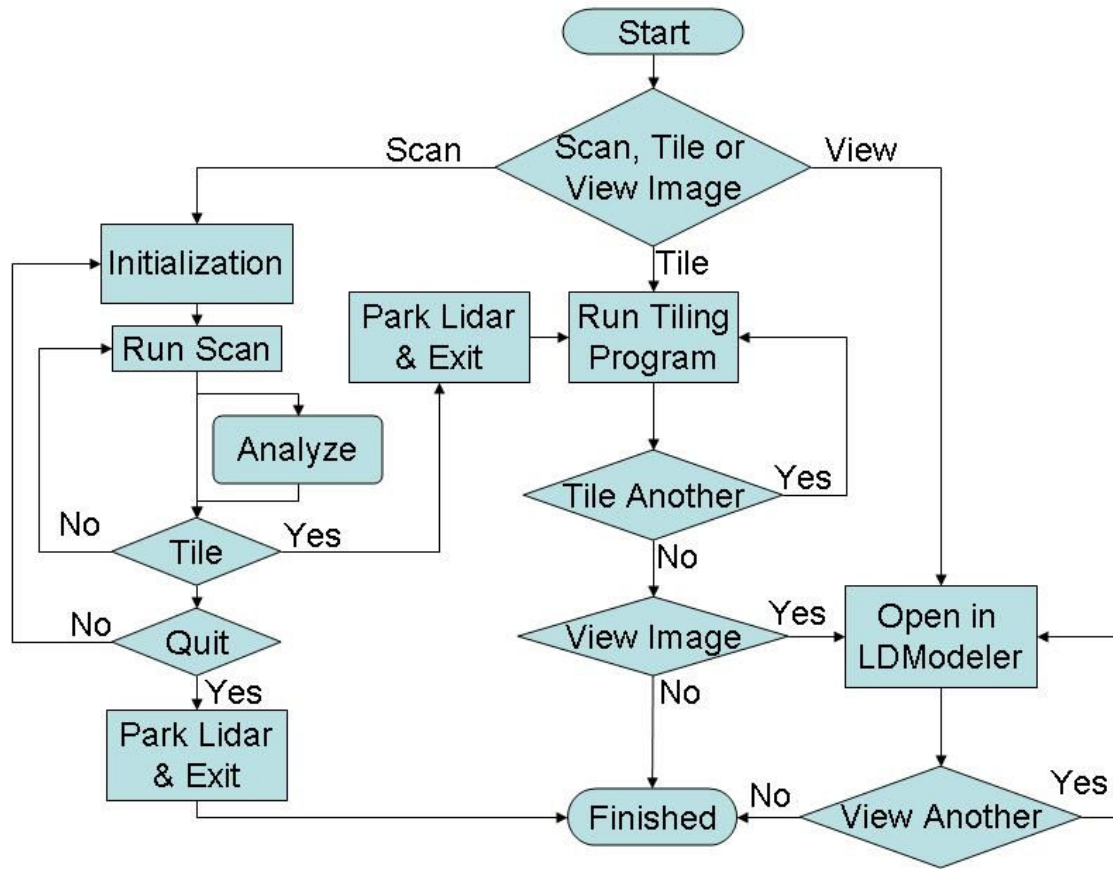 Start
Scan
Scan, Tile or
View Image
View
Tile
Initialization
Run Scan
Park Lidar
& Exit
Run Tiling
Program
Analyze
Tile Another
Yes
No
Tile
Yes
No
No
Quit
Yes
View Image
Yes
No
Open in
LDModeler
Park Lidar
& Exit
Finished
No
View Another
Yes